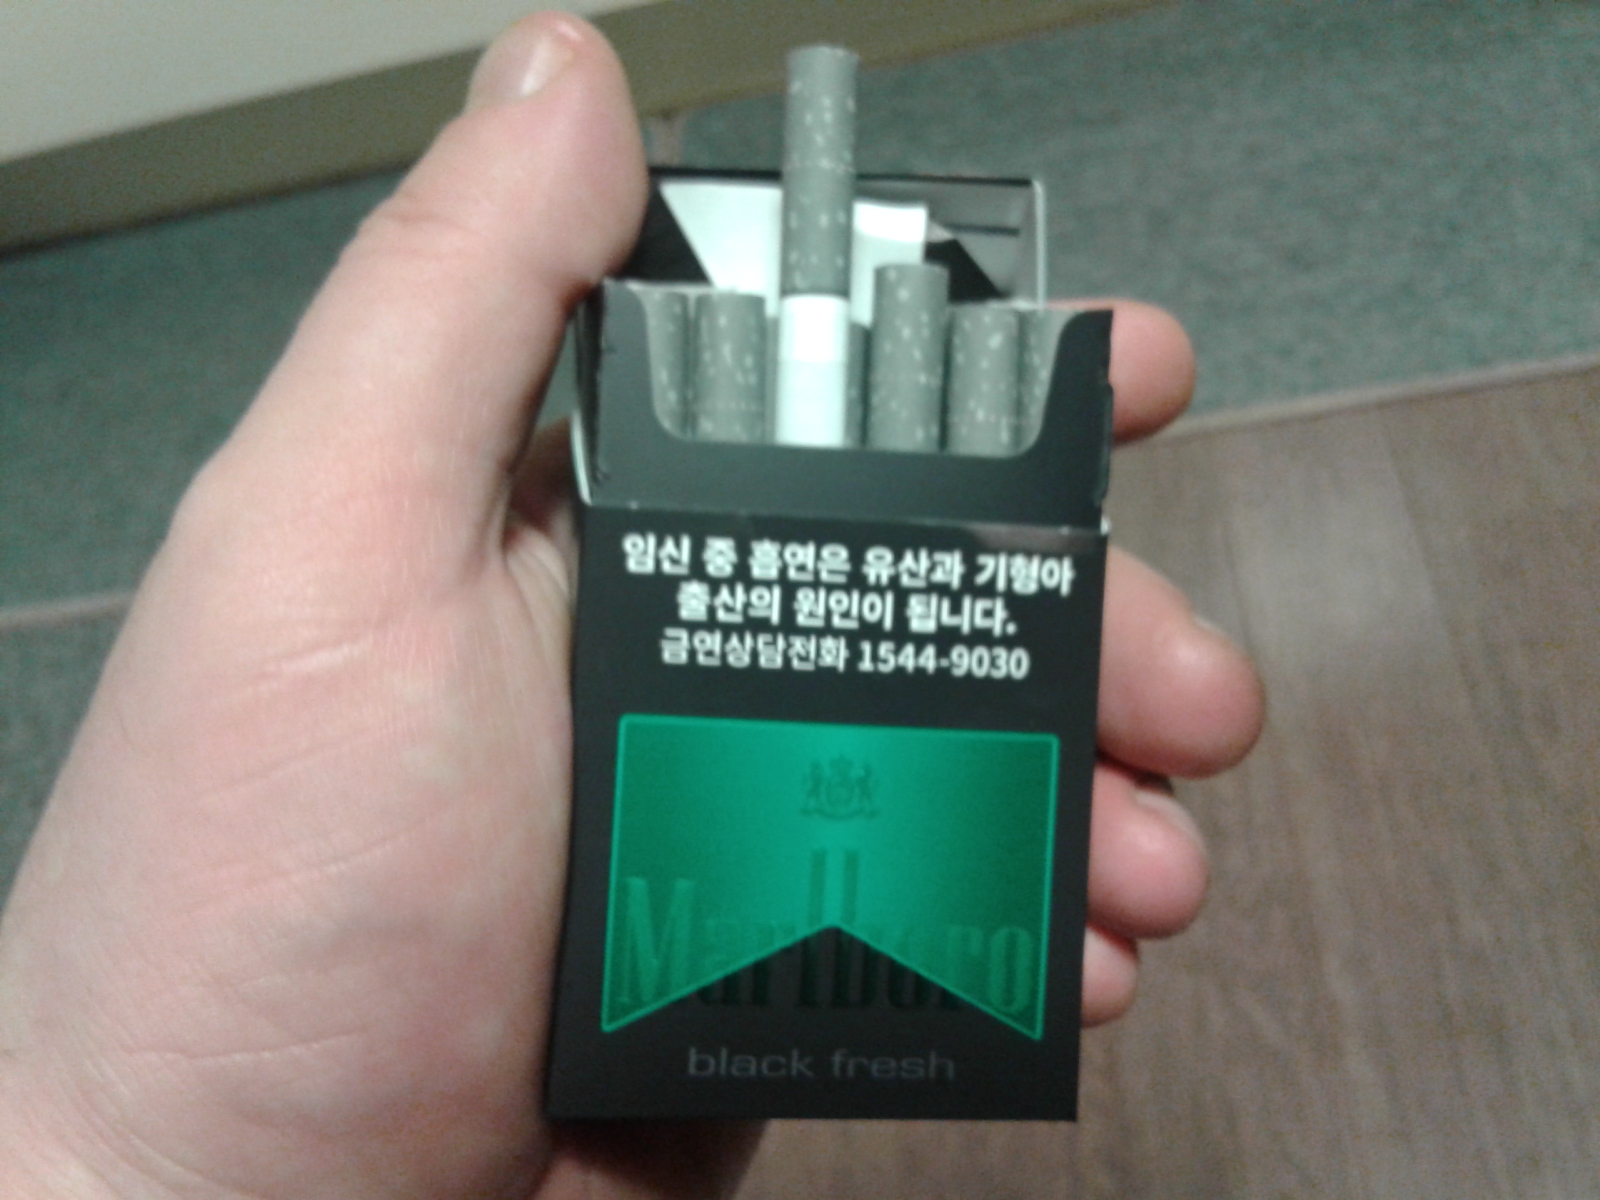 임신 중 흡연은 유산과 기형아
출산의 원인이 됩니다.
금연상담전화 1544-9030
Marlboro
black fresh